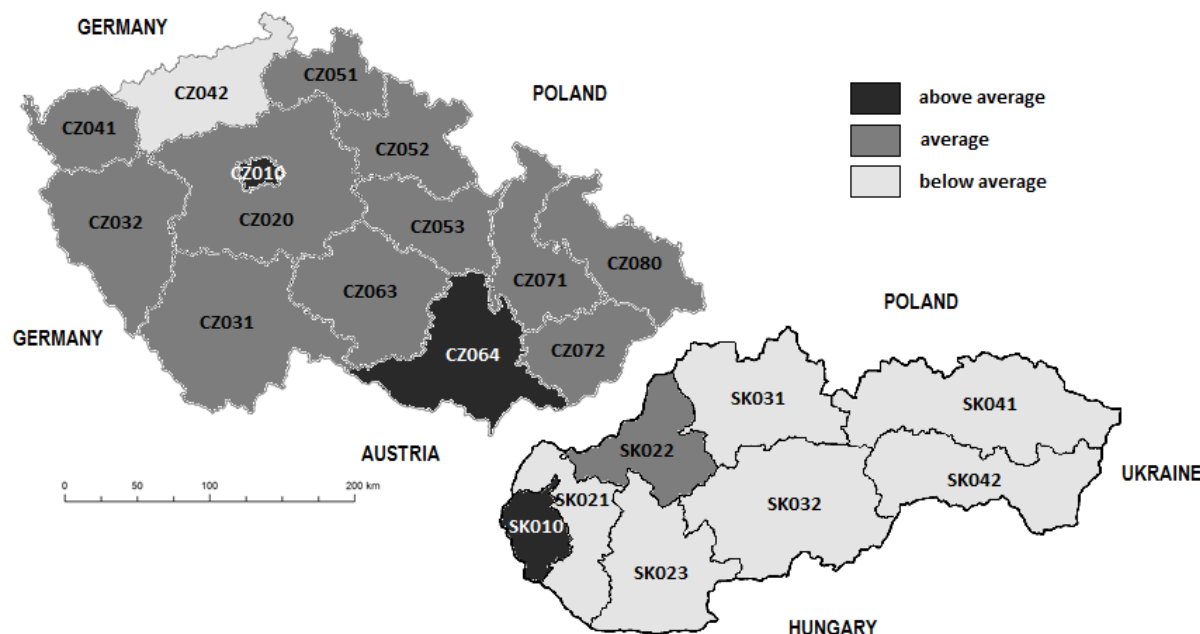 GERMANY
CZ042
CZ051
POLAND
CZ041
CZ052
CZ010
CZ032
CZ020
CZ053
CZ071
CZ080
CZ063
CZ031
GERMANY
CZ064
CZ072
AUSTRIA
above average
average
below average
POLAND
SK031
SK041
SK022
SK042
UKRAINE
SK021
SK032
SK010
SK023
HUNGARY
0 50 100 200 km